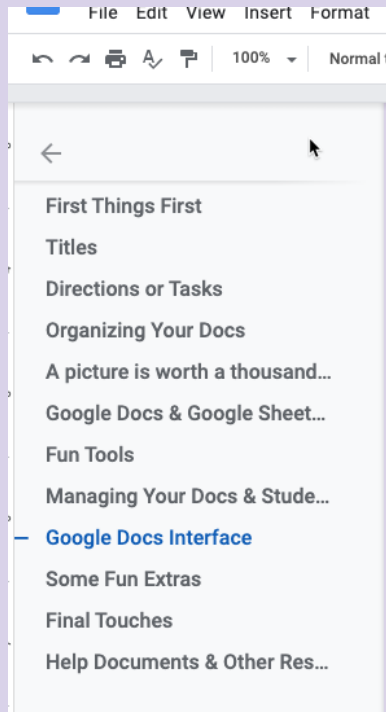 File Edit View Insert Format
100% Normal
First Things First
Titles
Directions or Tasks
Organizing Your Docs
A picture is worth a thousand...
Google Docs & Google Sheet...
Fun Tools
Managing Your Docs & Stude...
Google Docs Interface
Some Fun Extras
Final Touches
Help Documents & Other Res...